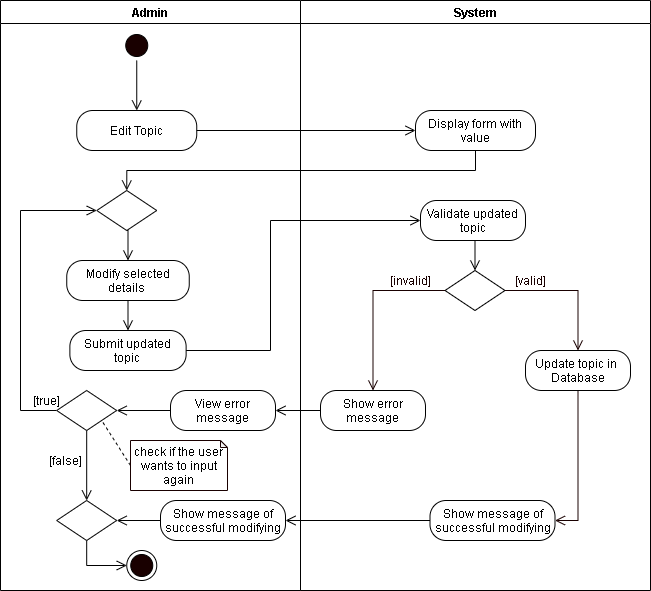 Admin
System
Edit Topic
Display form with
value
Validate updated
topic
Modify selected
details
[invalid]
[valid]
Submit updated
topic
Update topic in
Database
[true]
View error
message
Show error
message
check if the user
wants to input
again
[false]
Show message of
successful modifying
Show message of
successful modifying